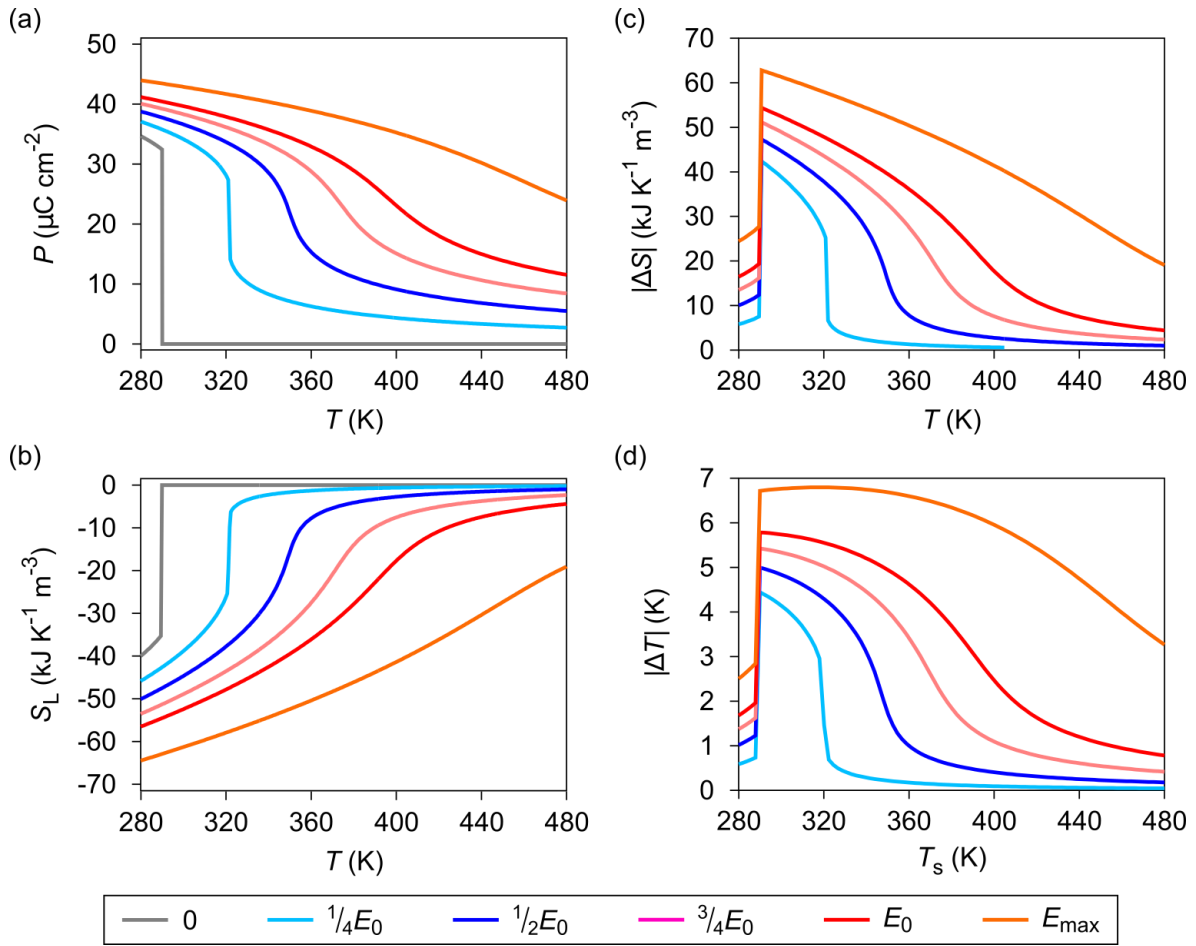 (a)
50
40
30
20
10
0
P (µC cm⁻²)
280 320 360 400 440 480
T (K)
(c)
70
60
50
40
30
20
10
0
|ΔS| (kJ K⁻¹ m⁻³)
280 320 360 400 440 480
T (K)
(b)
0
-10
-20
-30
-40
-50
-60
-70
S_L (kJ K⁻¹ m⁻³)
280 320 360 400 440 480
T (K)
(d)
7
6
5
4
3
2
1
0
|ΔT| (K)
280 320 360 400 440 480
T_s (K)
0 ¹/₄E₀ ¹/₂E₀ ³/₄E₀ E₀ E_max